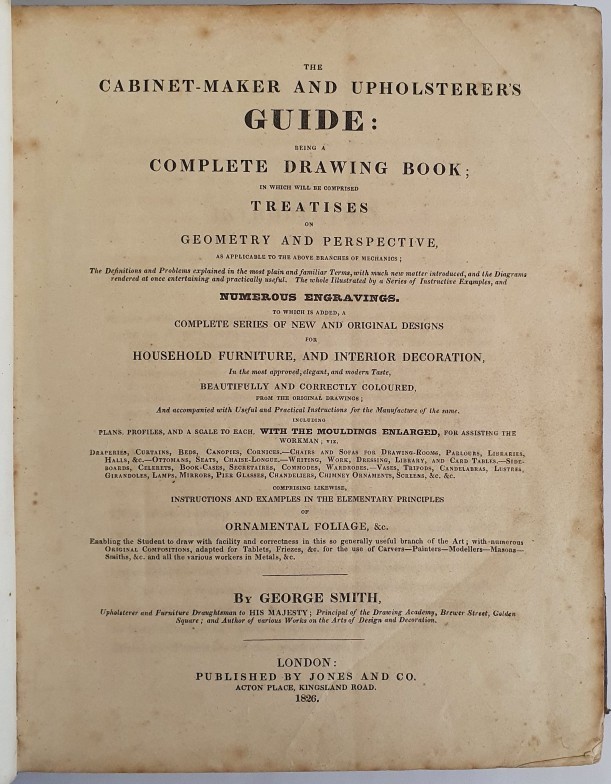 THE
CABINET-MAKER AND UPHOLSTERER'S
GUIDE:
BEING A
COMPLETE DRAWING BOOK;
IN WHICH WILL BE COMPRISED
TREATISES
ON
GEOMETRY AND PERSPECTIVE,
AS APPLICABLE TO THE ABOVE BRANCHES OF MECHANICS;
The Definitions and Problems explained in the most plain and familiar Terms, with much new matter introduced, and the Diagrams
rendered at once entertaining and practically useful. The whole Illustrated by a Series of Instructive Examples, and
NUMEROUS ENGRAVINGS.
TO WHICH IS ADDED, A
COMPLETE SERIES OF NEW AND ORIGINAL DESIGNS
FOR
HOUSEHOLD FURNITURE, AND INTERIOR DECORATION,
In the most approved, elegant, and modern Taste,
BEAUTIFULLY AND CORRECTLY COLOURED,
FROM THE ORIGINAL DRAWINGS;
And accompanied with Useful and Practical Instructions for the Manufacture of the same,
INCLUDING
PLANS, PROFILES, AND A SCALE TO EACH, WITH THE MOULDINGS ENLARGED, FOR ASSISTING THE
WORKMAN; VIZ.
DRAPERIES, CURTAINS, BEDS, CANOPIES, CORNICES.—CHAIRS AND SOFAS FOR DRAWING-ROOMS, PARLOURS, LIBRARIES,
HALLS, &c.—OTTOMANS, SEATS, CHAISE-LONGUE.—WRITING, WORK, DRESSING, LIBRARY, AND CARD TABLES.—SIDE-
BOARDS, CELERETS, BOOK-CASES, SECRETAIRES, COMMODES, WARDROBES.—VASES, TRIPODS, CANDELABRAS, LUSTRES,
GIRANDOLES, LAMPS, MIRRORS, PIER GLASSES, CHANDELIERS, CHIMNEY ORNAMENTS, SCREENS, &c. &c.
COMPRISING LIKEWISE,
INSTRUCTIONS AND EXAMPLES IN THE ELEMENTARY PRINCIPLES
OF
ORNAMENTAL FOLIAGE, &c.
Enabling the Student to draw with facility and correctness in this so generally useful branch of the Art; with numerous
ORIGINAL COMPOSITIONS, adapted for Tablets, Friezes, &c. for the use of Carvers—Painters—Modellers—Masons—
Smiths, &c. and all the various workers in Metals, &c.
BY GEORGE SMITH,
Upholsterer and Furniture Draughtsman to HIS MAJESTY; Principal of the Drawing Academy, Brewer Street, Golden
Square; and Author of various Works on the Arts of Design and Decoration.
LONDON:
PUBLISHED BY JONES AND CO.
ACTON PLACE, KINGSLAND ROAD.
1826.